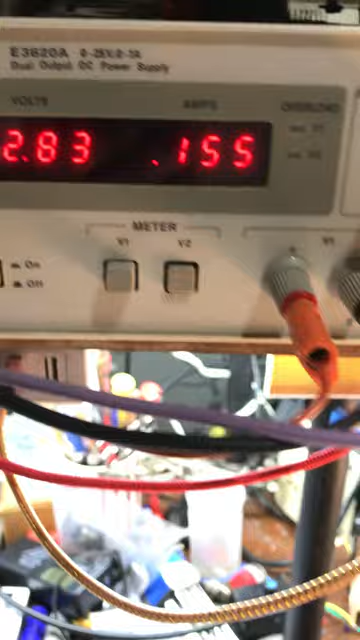 E3620A 0-25V,0-1A
Dual Output DC Power Supply
VOLTS AMPS OVERLOAD
2.83 .155
METER
V1 V2 V1
On
Off